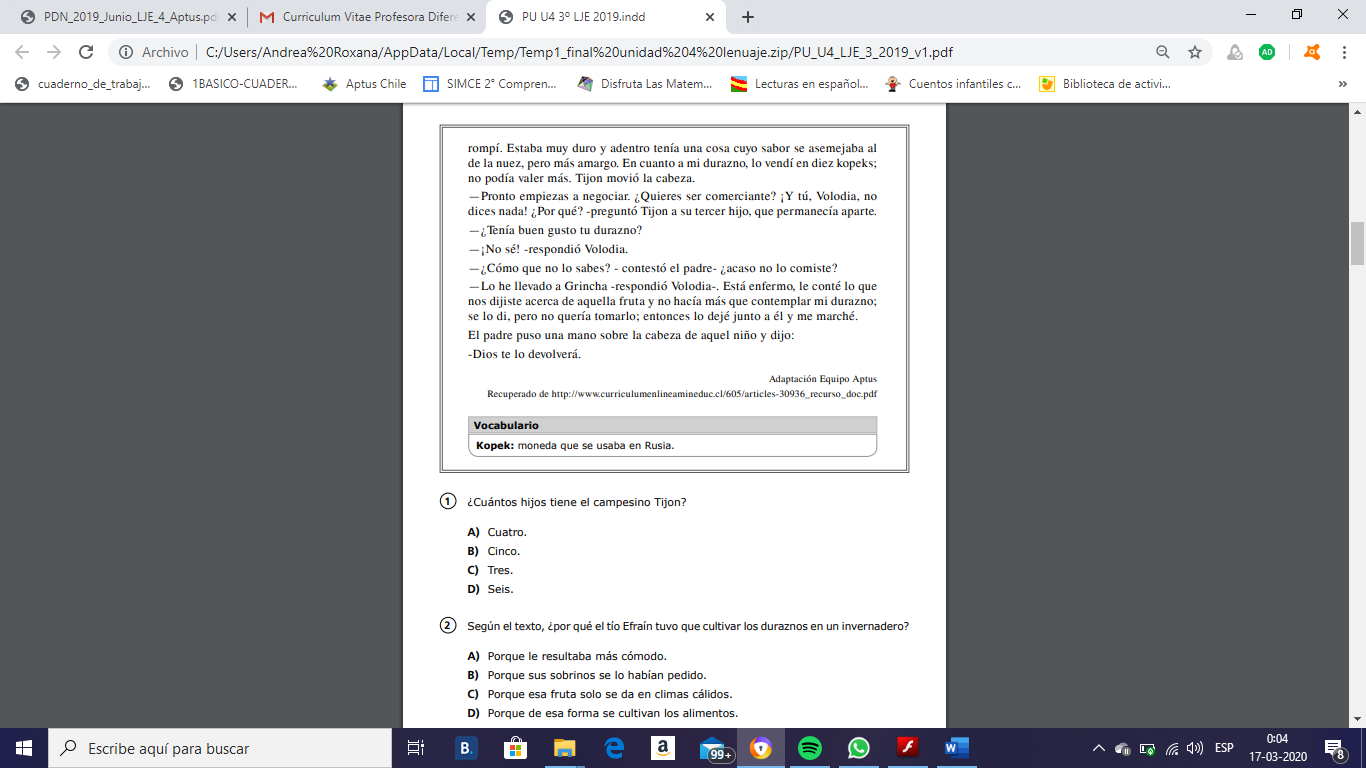 PDN_2019_Junio_LJE_4_Aptus.pd
Curriculum Vitae Profesora Difere
PU U4 3º LJE 2019.indd
Archivo
C:/Users/Andrea%20Roxana/AppData/Local/Temp/Temp1_final%20unidad%204%20lenuaje.zip/PU_U4_LJE_3_2019_v1.pdf
AD
cuaderno_de_trabaj...
1BASICO-CUADER...
Aptus Chile
SIMCE 2° Compren...
Disfruta Las Matem...
Lecturas en español...
Cuentos infantiles c...
Biblioteca de activi...
»
rompí. Estaba muy duro y adentro tenía una cosa cuyo sabor se asemejaba al
de la nuez, pero más amargo. En cuanto a mi durazno, lo vendí en diez kopeks;
no podía valer más. Tijon movió la cabeza.
—Pronto empiezas a negociar. ¿Quieres ser comerciante? ¡Y tú, Volodia, no
dices nada! ¿Por qué? -preguntó Tijon a su tercer hijo, que permanecía aparte.
—¿Tenía buen gusto tu durazno?
—¡No sé! -respondió Volodia.
—¿Cómo que no lo sabes? - contestó el padre- ¿acaso no lo comiste?
—Lo he llevado a Grincha -respondió Volodia-. Está enfermo, le conté lo que
nos dijiste acerca de aquella fruta y no hacía más que contemplar mi durazno;
se lo di, pero no quería tomarlo; entonces lo dejé junto a él y me marché.
El padre puso una mano sobre la cabeza de aquel niño y dijo:
-Dios te lo devolverá.
Adaptación Equipo Aptus
Recuperado de http://www.curriculumenlineamineduc.cl/605/articles-30936_recurso_doc.pdf
Vocabulario
Kopek: moneda que se usaba en Rusia.
1 ¿Cuántos hijos tiene el campesino Tijon?
A) Cuatro.
B) Cinco.
C) Tres.
D) Seis.
2 Según el texto, ¿por qué el tío Efraín tuvo que cultivar los duraznos en un invernadero?
A) Porque le resultaba más cómodo.
B) Porque sus sobrinos se lo habían pedido.
C) Porque esa fruta solo se da en climas cálidos.
D) Porque de esa forma se cultivan los alimentos.
Escribe aquí para buscar
B.
a
99+
W
ESP
0:04
17-03-2020
8